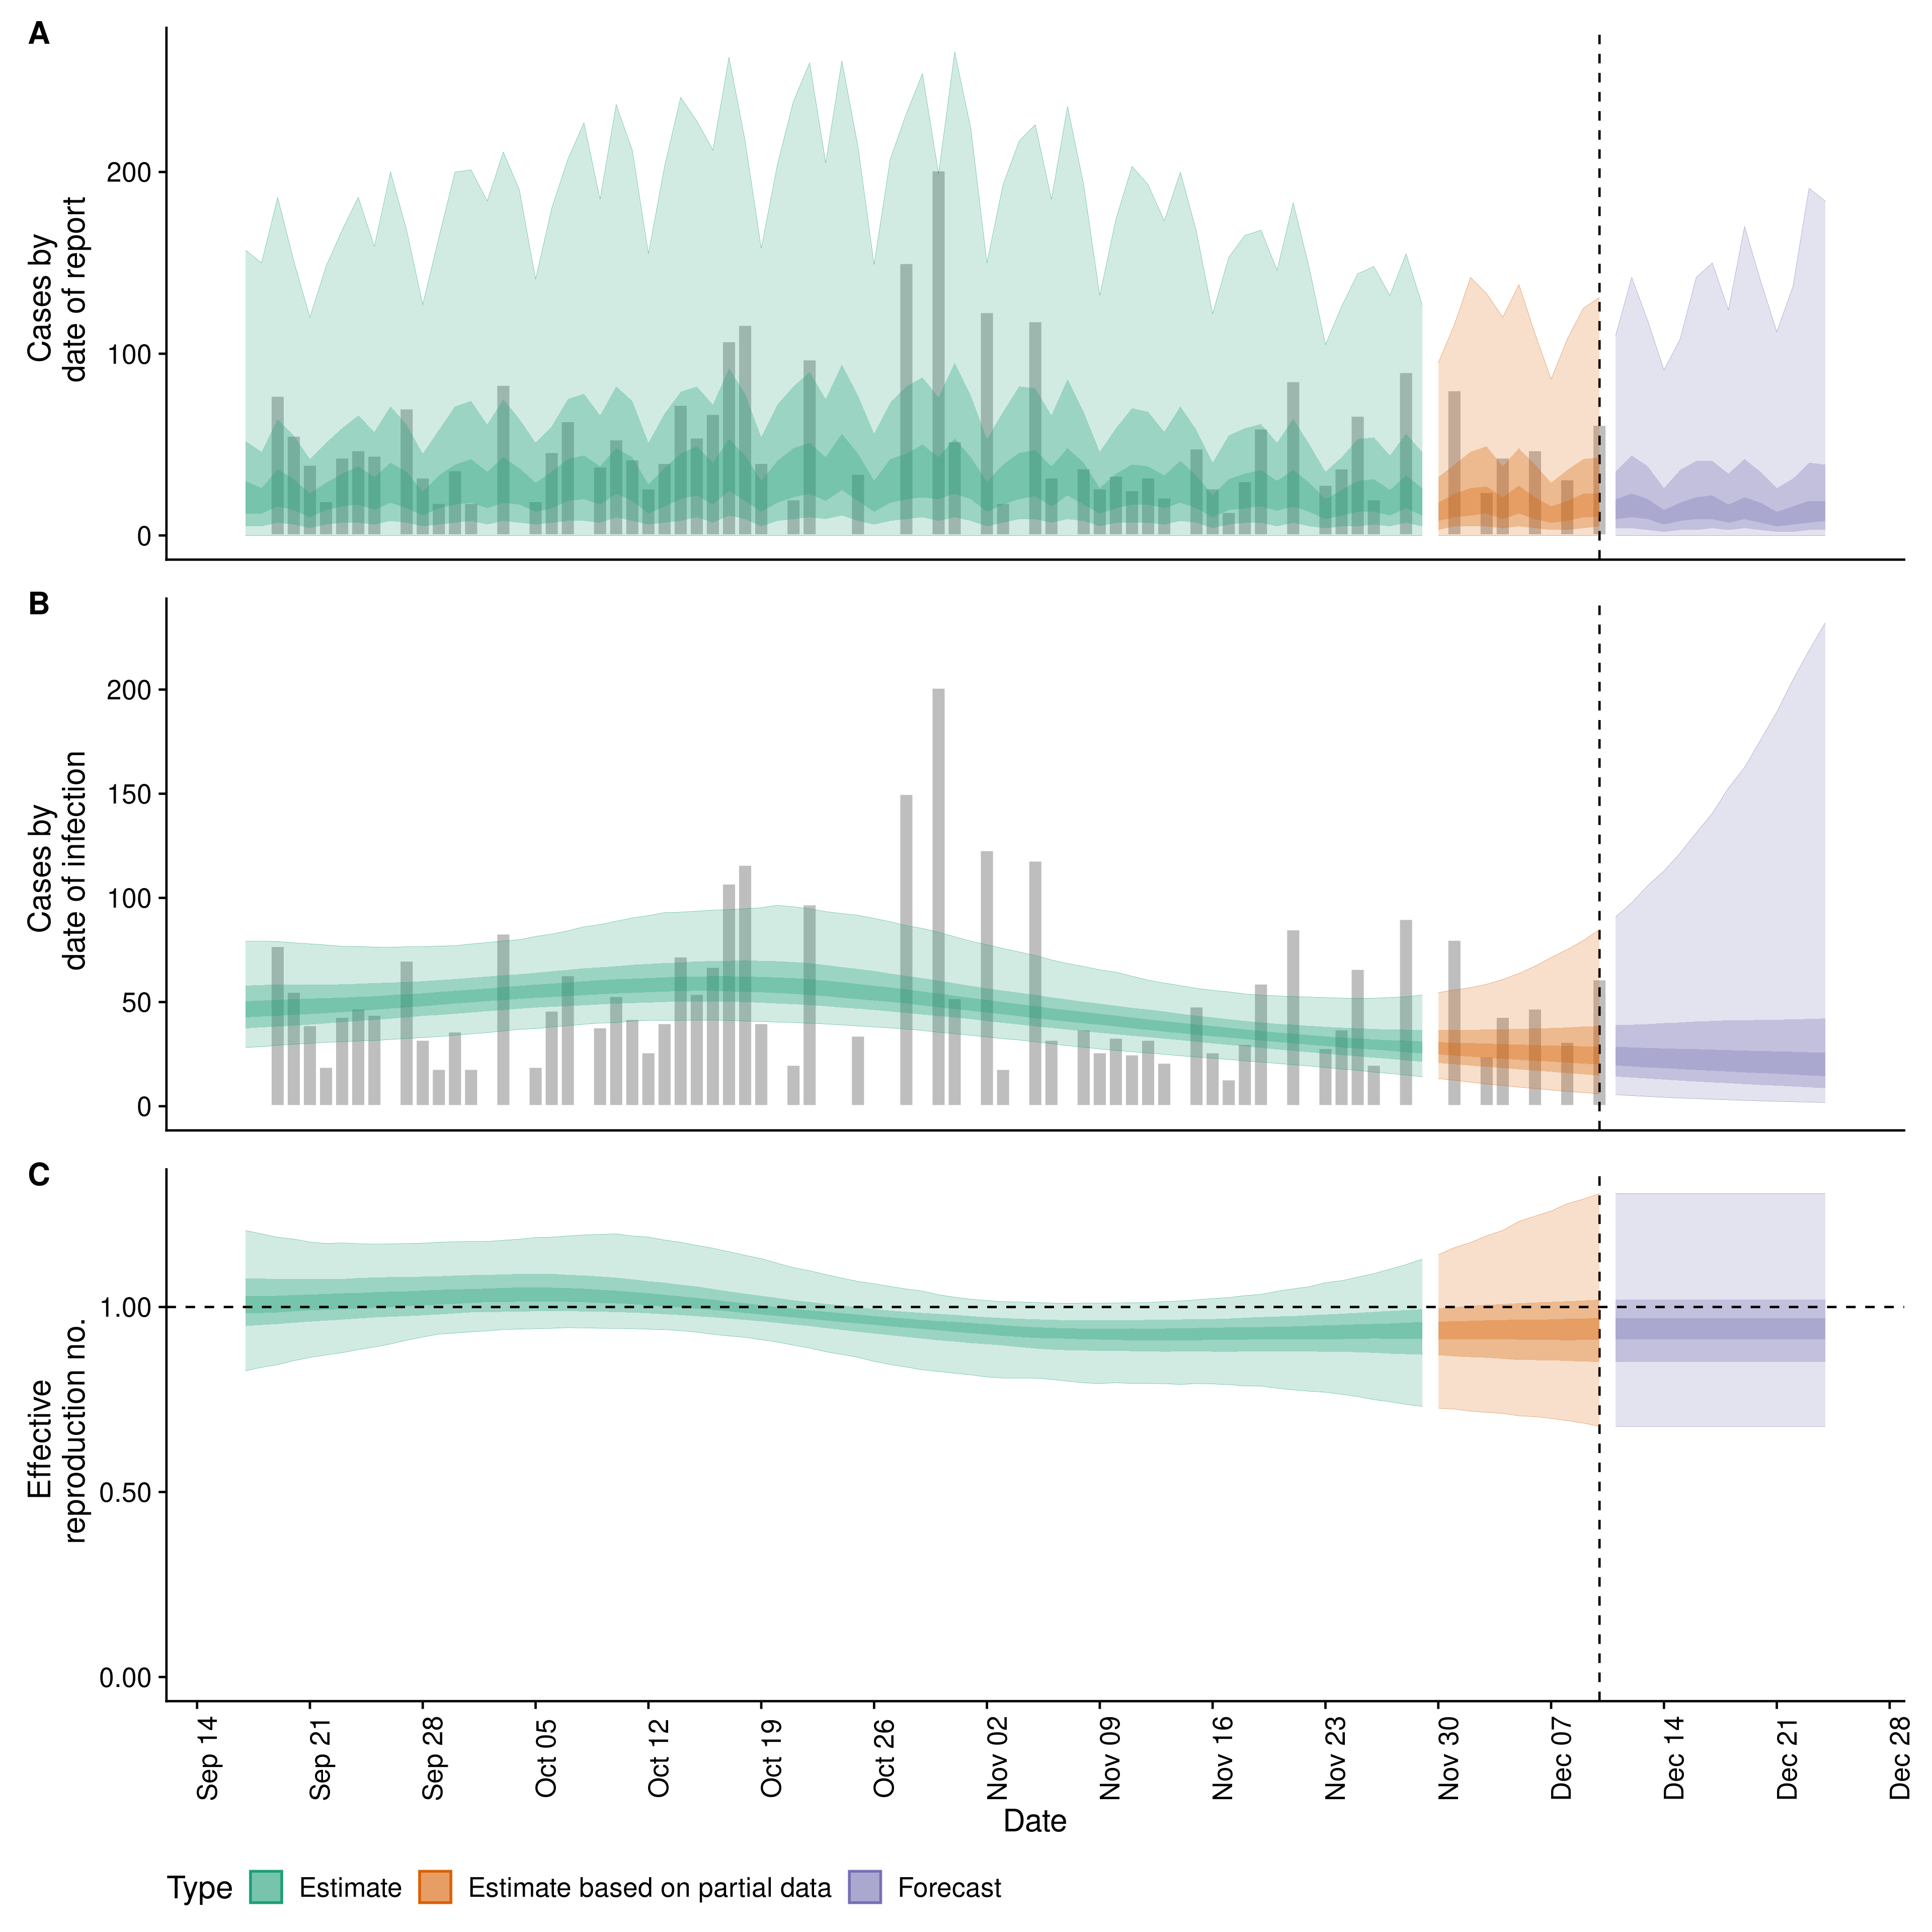 A
Cases by
date of report
200
100
0
B
Cases by
date of infection
200
150
100
50
0
C
Effective
reproduction no.
1.00
0.50
0.00
Sep 14
Sep 21
Sep 28
Oct 05
Oct 12
Oct 19
Oct 26
Nov 02
Nov 09
Nov 16
Nov 23
Nov 30
Dec 07
Dec 14
Dec 21
Dec 28
Date
Type Estimate Estimate based on partial data Forecast